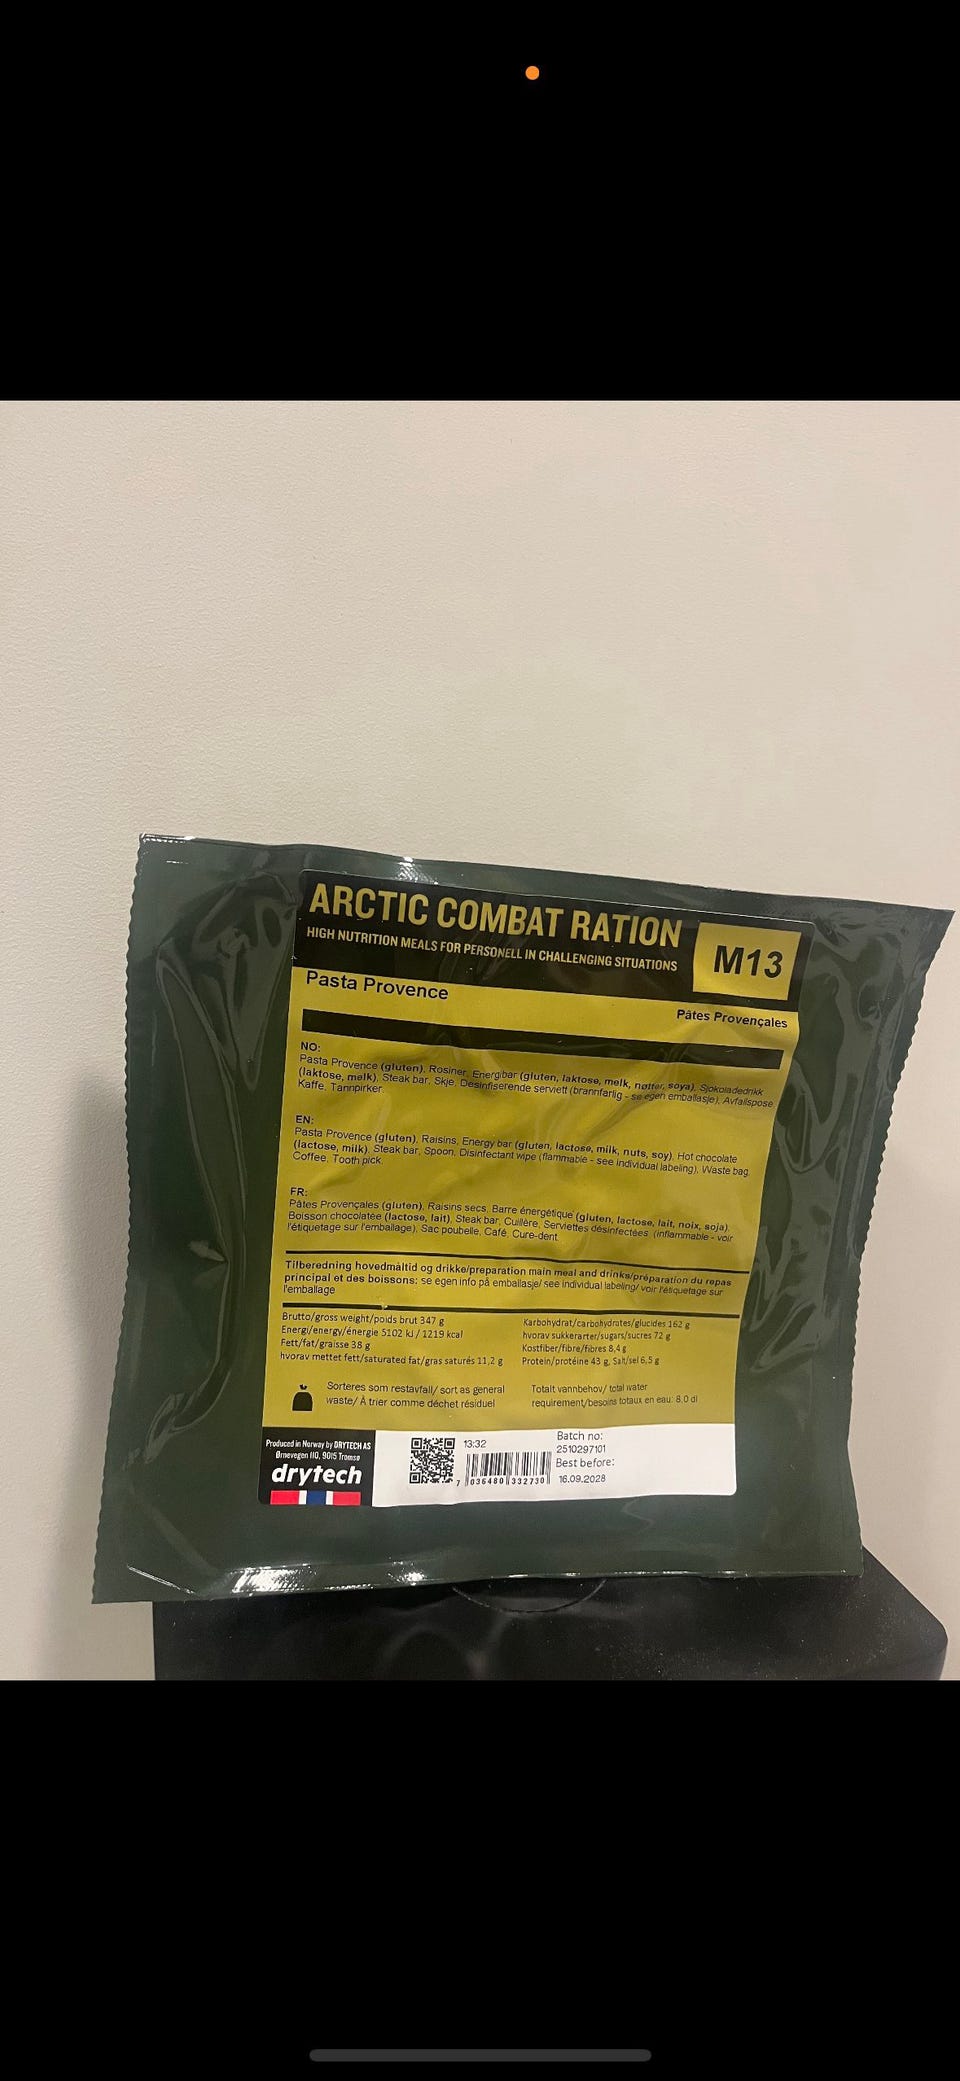 ARCTIC COMBAT RATION
HIGH NUTRITION MEALS FOR PERSONELL IN CHALLENGING SITUATIONS
M13
Pasta Provence
Pâtes Provençales
NO:
Pasta Provence (gluten), Rosiner, Energibar (gluten, laktose, melk, nøtter, soya), Sjokoladedrikk
(laktose, melk), Steak bar, Skje, Desinfiserende serviett (brannfarlig - se egen emballasje), Avfallspose,
Kaffe, Tannpirker.
EN:
Pasta Provence (gluten), Raisins, Energy bar (gluten, lactose, milk, nuts, soy), Hot chocolate
(lactose, milk), Steak bar, Spoon, Disinfectant wipe (flammable - see individual labeling), Waste bag,
Coffee, Tooth pick.
FR:
Pâtes Provençales (gluten), Raisins secs, Barre énergétique (gluten, lactose, lait, noix, soja),
Boisson chocolatée (lactose, lait), Steak bar, Cuillère, Serviettes désinfectées (inflammable - voir
l'étiquetage sur l'emballage), Sac poubelle, Café, Cure-dent.
Tilberedning hovedmåltid og drikke/preparation main meal and drinks/préparation du repas
principal et des boissons: se egen info på emballasje/ see individual labeling/ voir l'étiquetage sur
l'emballage
Brutto/gross weight/poids brut 347 g
Energi/energy/énergie 5102 kJ / 1219 kcal
Fett/fat/graisse 38 g
hvorav mettet fett/saturated fat/gras saturés 11,2 g
Karbohydrat/carbohydrates/glucides 162 g
hvorav sukkerarter/sugars/sucres 72 g
Kostfiber/fibre/fibres 8,4 g
Protein/protéine 43 g, Salt/sel 6,5 g
Sorteres som restavfall/ sort as general
waste/ À trier comme déchet résiduel
Totalt vannbehov/ total water
requirement/besoins totaux en eau: 8,0 dl
Produced in Norway by DRYTECH AS
Ørnevegen 110, 9015 Tromsø
drytech
13:32
7 036480 332730
Batch no:
2510297101
Best before:
16.09.2028